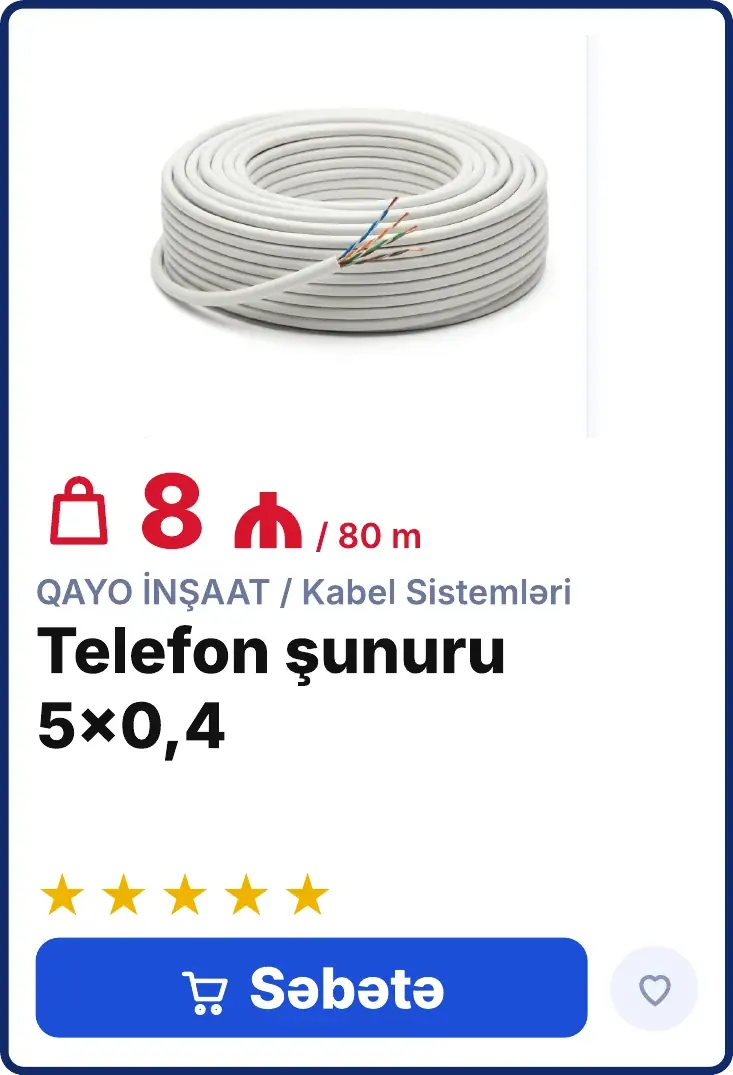 8 ₼ / 80 m
QAYO İNŞAAT / Kabel Sistemləri
Telefon şunuru
5×0,4
Səbətə